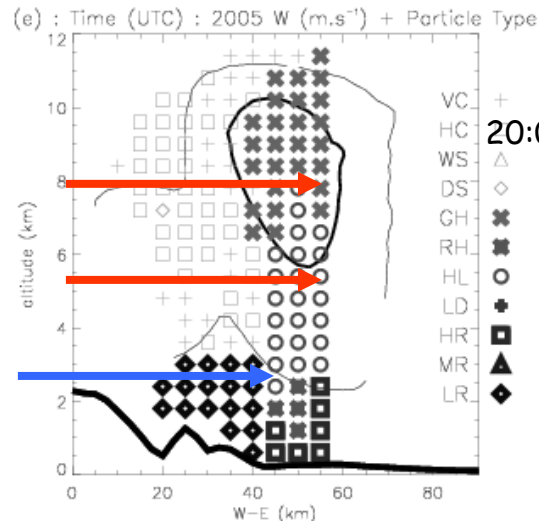 (e) : Time (UTC) : 2005 W (m.s⁻¹) + Particle Type
12
10
8
6
4
2
0
altitude (km)
0 20 40 60 80
W-E (km)
VC
HC
20:0
WS
DS
GH
RH
HL
LD
HR
MR
LR